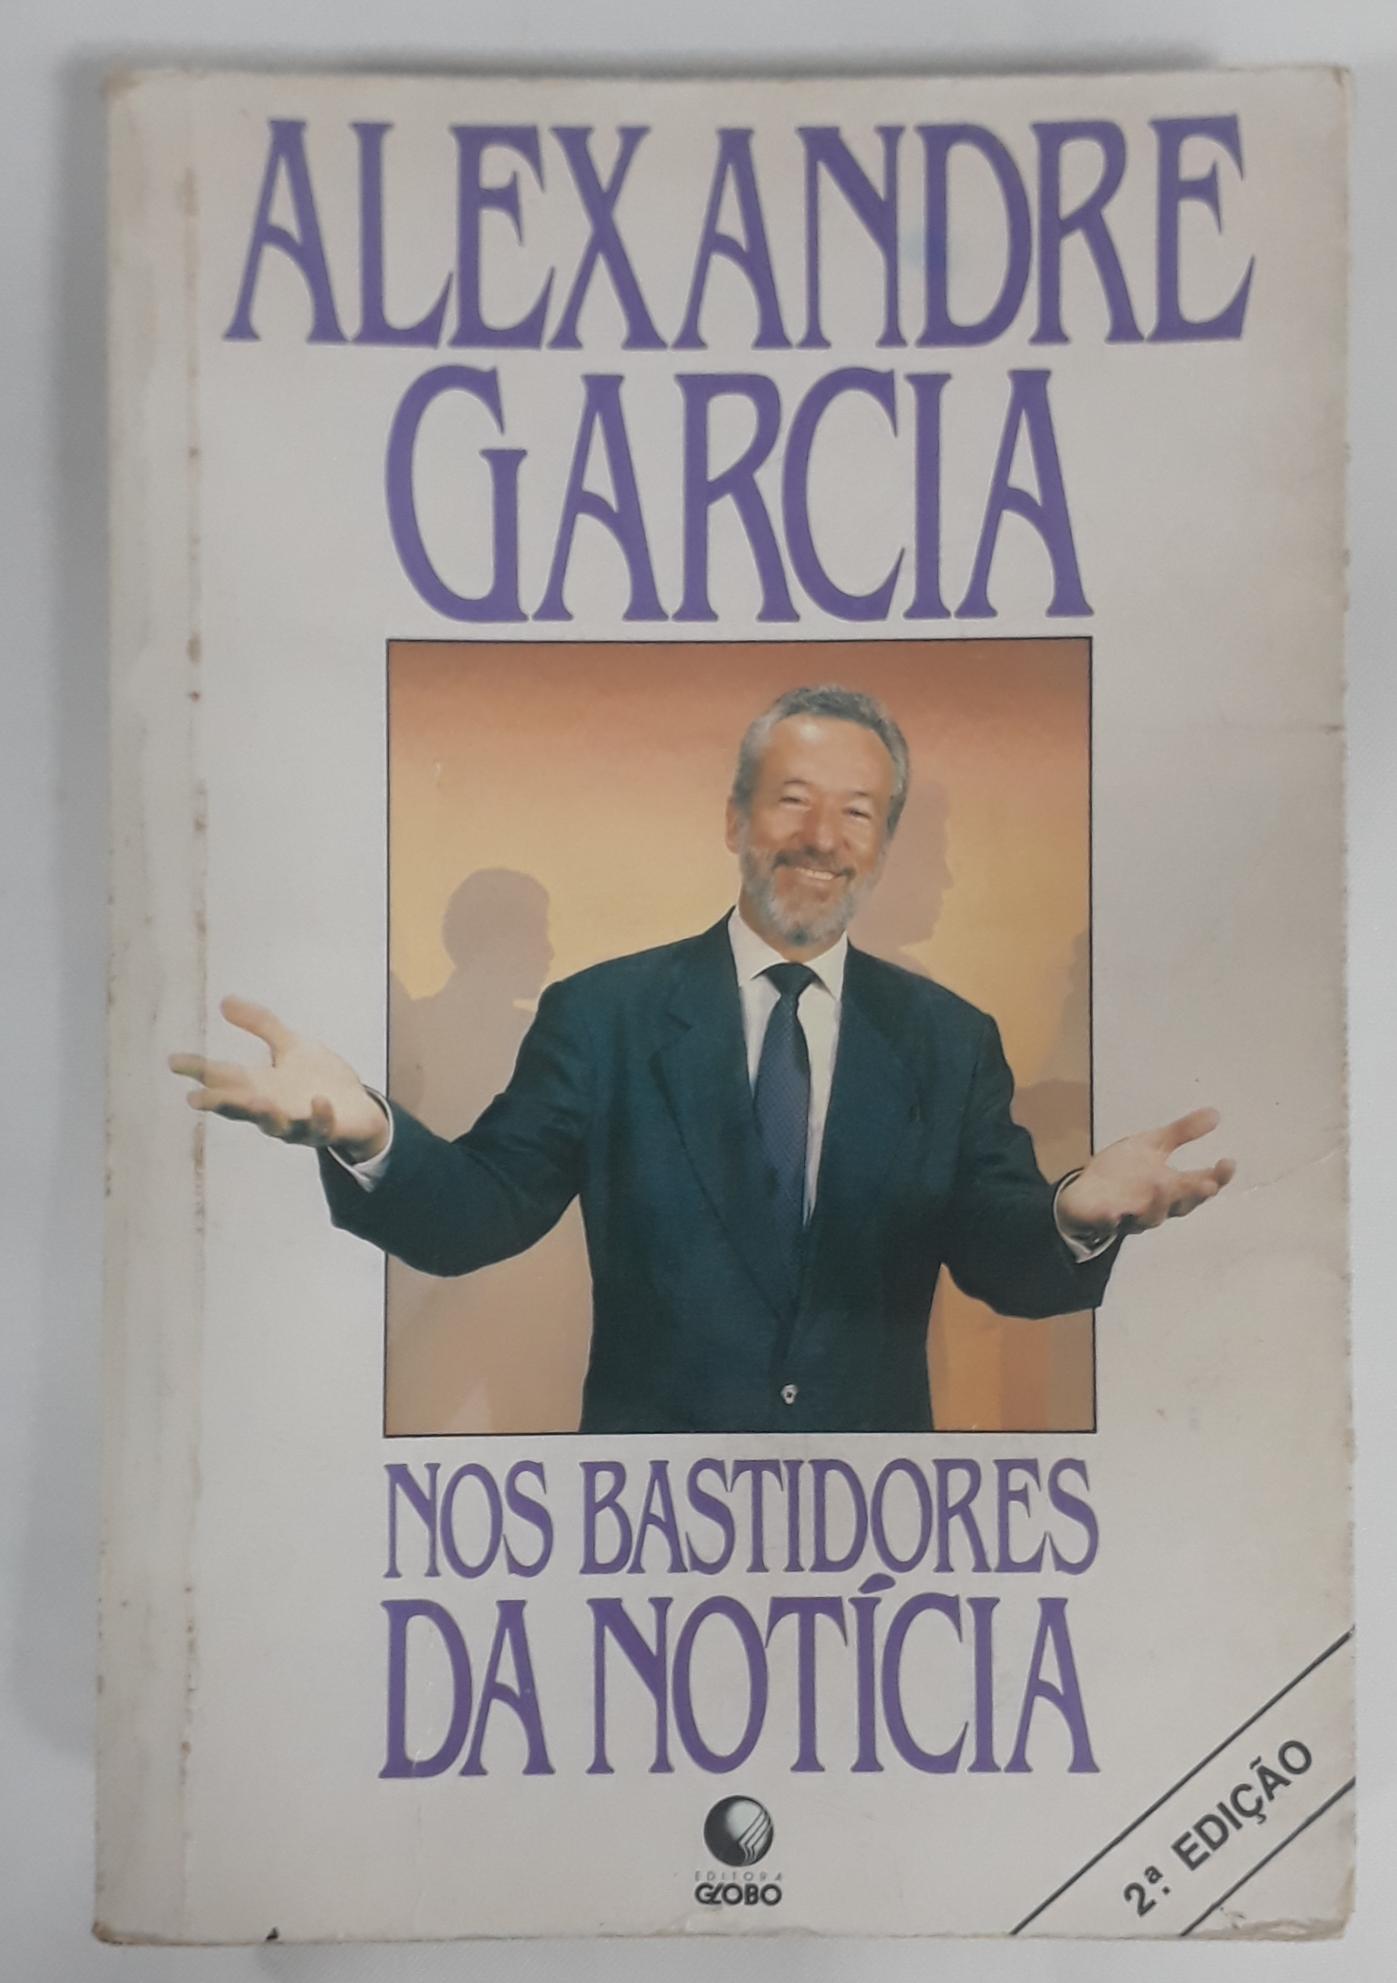 ALEXANDRE
GARCIA
NOS BASTIDORES
DA NOTÍCIA
EDITORA
GLOBO
2ª. EDIÇÃO